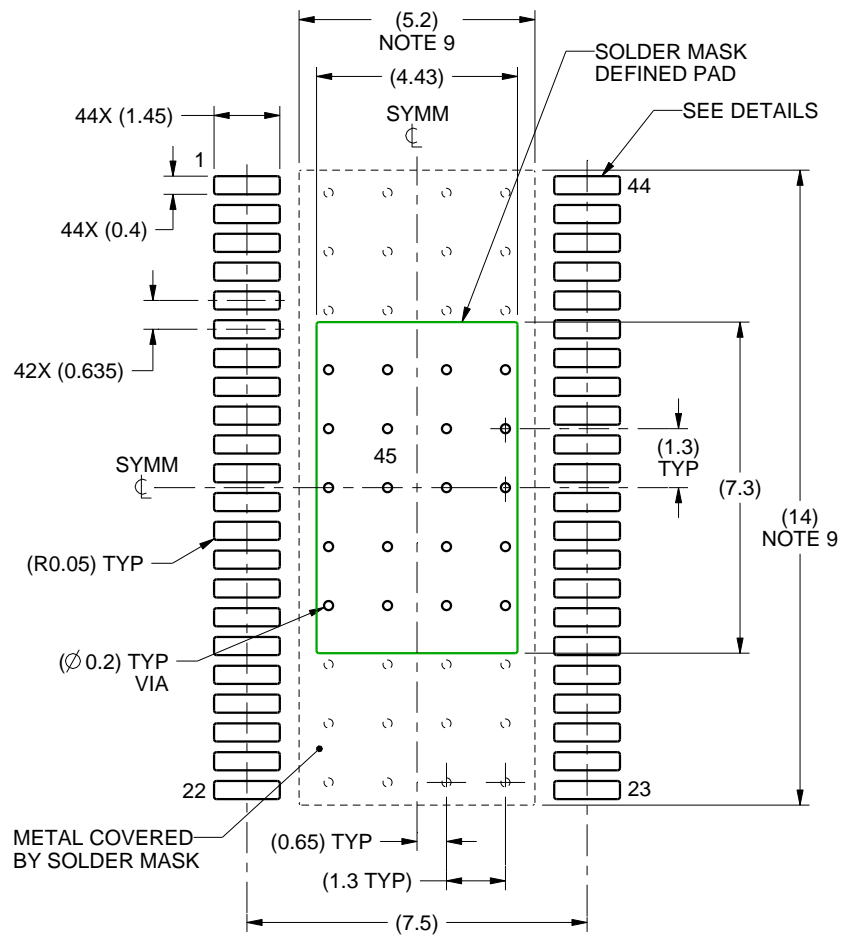 (5.2)
NOTE 9
SOLDER MASK
DEFINED PAD
(4.43)
44X (1.45)
SYMM
SEE DETAILS
1
44
44X (0.4)
42X (0.635)
45
(1.3)
TYP
SYMM
(7.3)
(14)
NOTE 9
(R0.05) TYP
(∅ 0.2) TYP
VIA
22
23
METAL COVERED
BY SOLDER MASK
(0.65) TYP
(1.3 TYP)
(7.5)